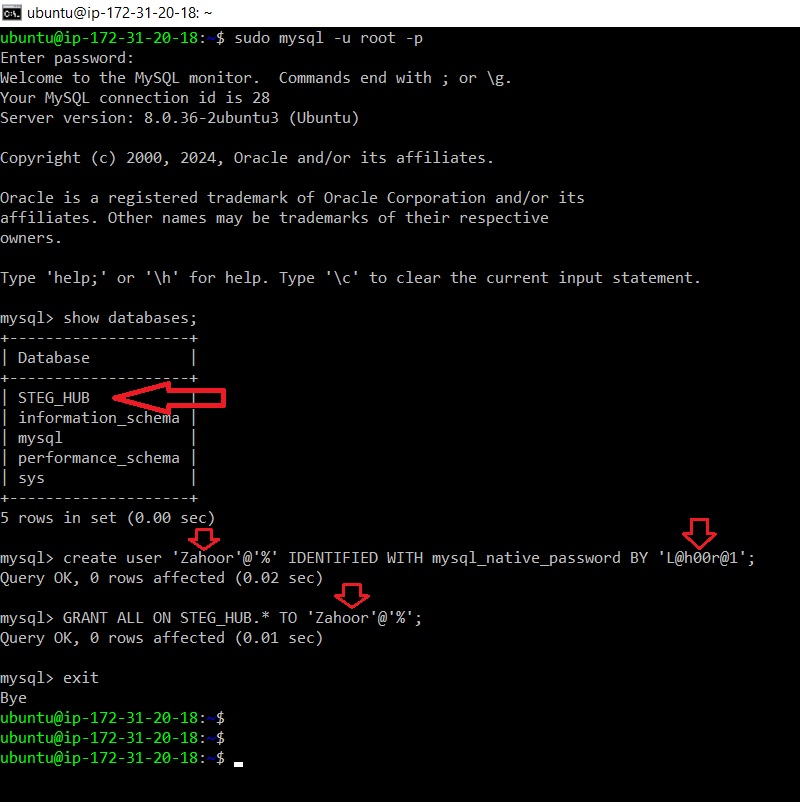 ubuntu@ip-172-31-20-18: ~
ubuntu@ip-172-31-20-18:~$ sudo mysql -u root -p
Enter password:
Welcome to the MySQL monitor.  Commands end with ; or \g.
Your MySQL connection id is 28
Server version: 8.0.36-2ubuntu3 (Ubuntu)
Copyright (c) 2000, 2024, Oracle and/or its affiliates.
Oracle is a registered trademark of Oracle Corporation and/or its
affiliates. Other names may be trademarks of their respective
owners.
Type 'help;' or '\h' for help. Type '\c' to clear the current input statement.
mysql> show databases;
+--------------------+
| Database           |
+--------------------+
| STEG_HUB           |
| information_schema |
| mysql              |
| performance_schema |
| sys                |
+--------------------+
5 rows in set (0.00 sec)
mysql> create user 'Zahoor'@'%' IDENTIFIED WITH mysql_native_password BY 'L@h00r@1';
Query OK, 0 rows affected (0.02 sec)
mysql> GRANT ALL ON STEG_HUB.* TO 'Zahoor'@'%';
Query OK, 0 rows affected (0.01 sec)
mysql> exit
Bye
ubuntu@ip-172-31-20-18:~$
ubuntu@ip-172-31-20-18:~$
ubuntu@ip-172-31-20-18:~$